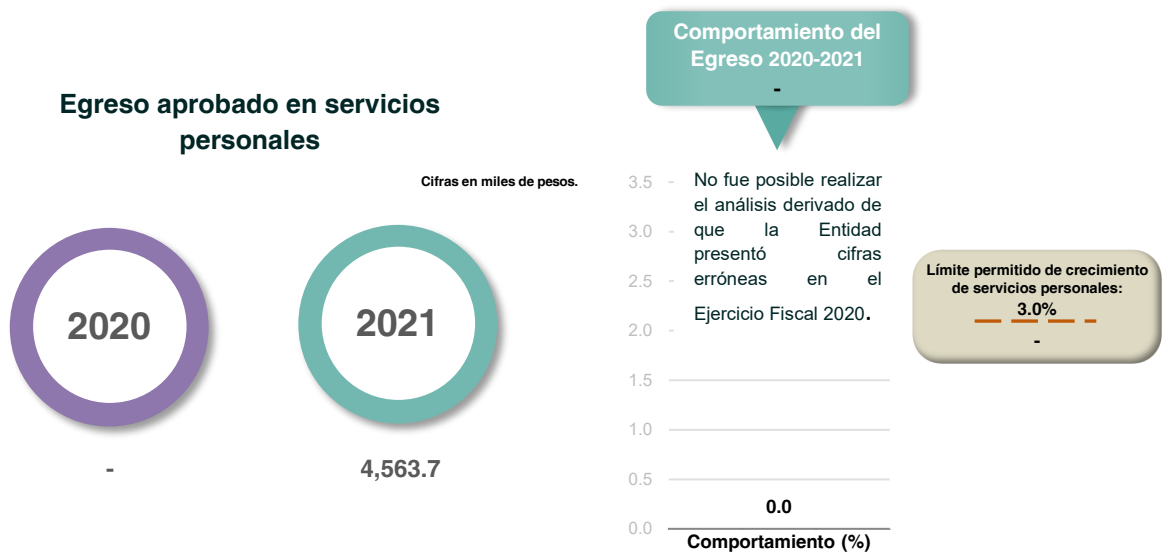 Egreso aprobado en servicios
personales
Cifras en miles de pesos.
2020
2021
-
4,563.7
Comportamiento del
Egreso 2020-2021
-
3.5
3.0
2.5
2.0
1.5
1.0
0.5
0.0
No fue posible realizar
el análisis derivado de
que la Entidad
presentó cifras
erróneas en el
Ejercicio Fiscal 2020.
0.0
Comportamiento (%)
Límite permitido de crecimiento
de servicios personales:
3.0%
-